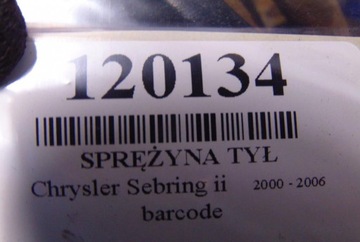 120134
SPRĘŻYNA TYŁ
Chrysler Sebring ii 2000 - 2006
barcode